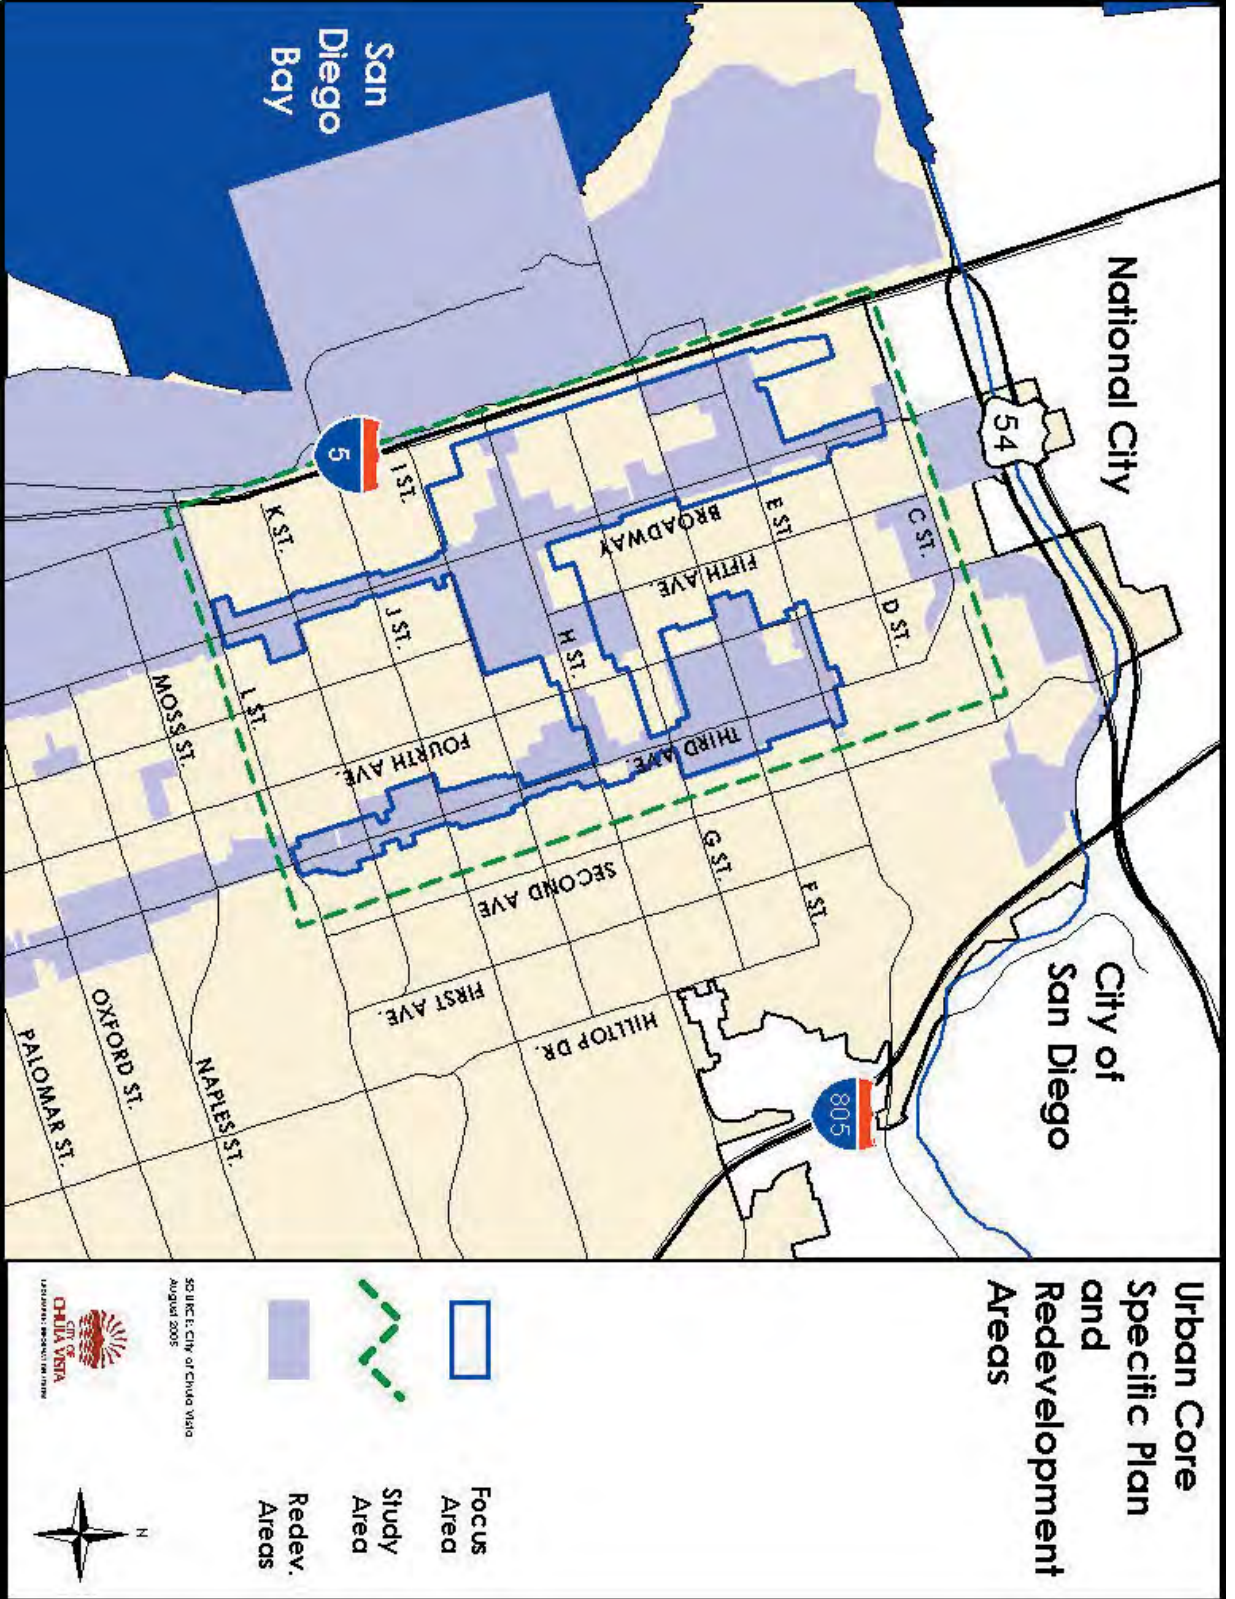 Urban Core
Specific Plan
and
Redevelopment
Areas
National City
City of
San Diego
San
Diego
Bay
54
805
5
C ST.
D ST.
E ST.
F ST.
G ST.
H ST.
I ST.
J ST.
K ST.
L ST.
MOSS ST.
NAPLES ST.
OXFORD ST.
PALOMAR ST.
BROADWAY
FIFTH AVE.
FOURTH AVE.
THIRD AVE.
SECOND AVE
FIRST AVE.
HILLTOP DR.
Focus
Area
Study
Area
Redev.
Areas
SOURCE: City of Chula Vista
August 2005
CITY OF
CHULA VISTA
N